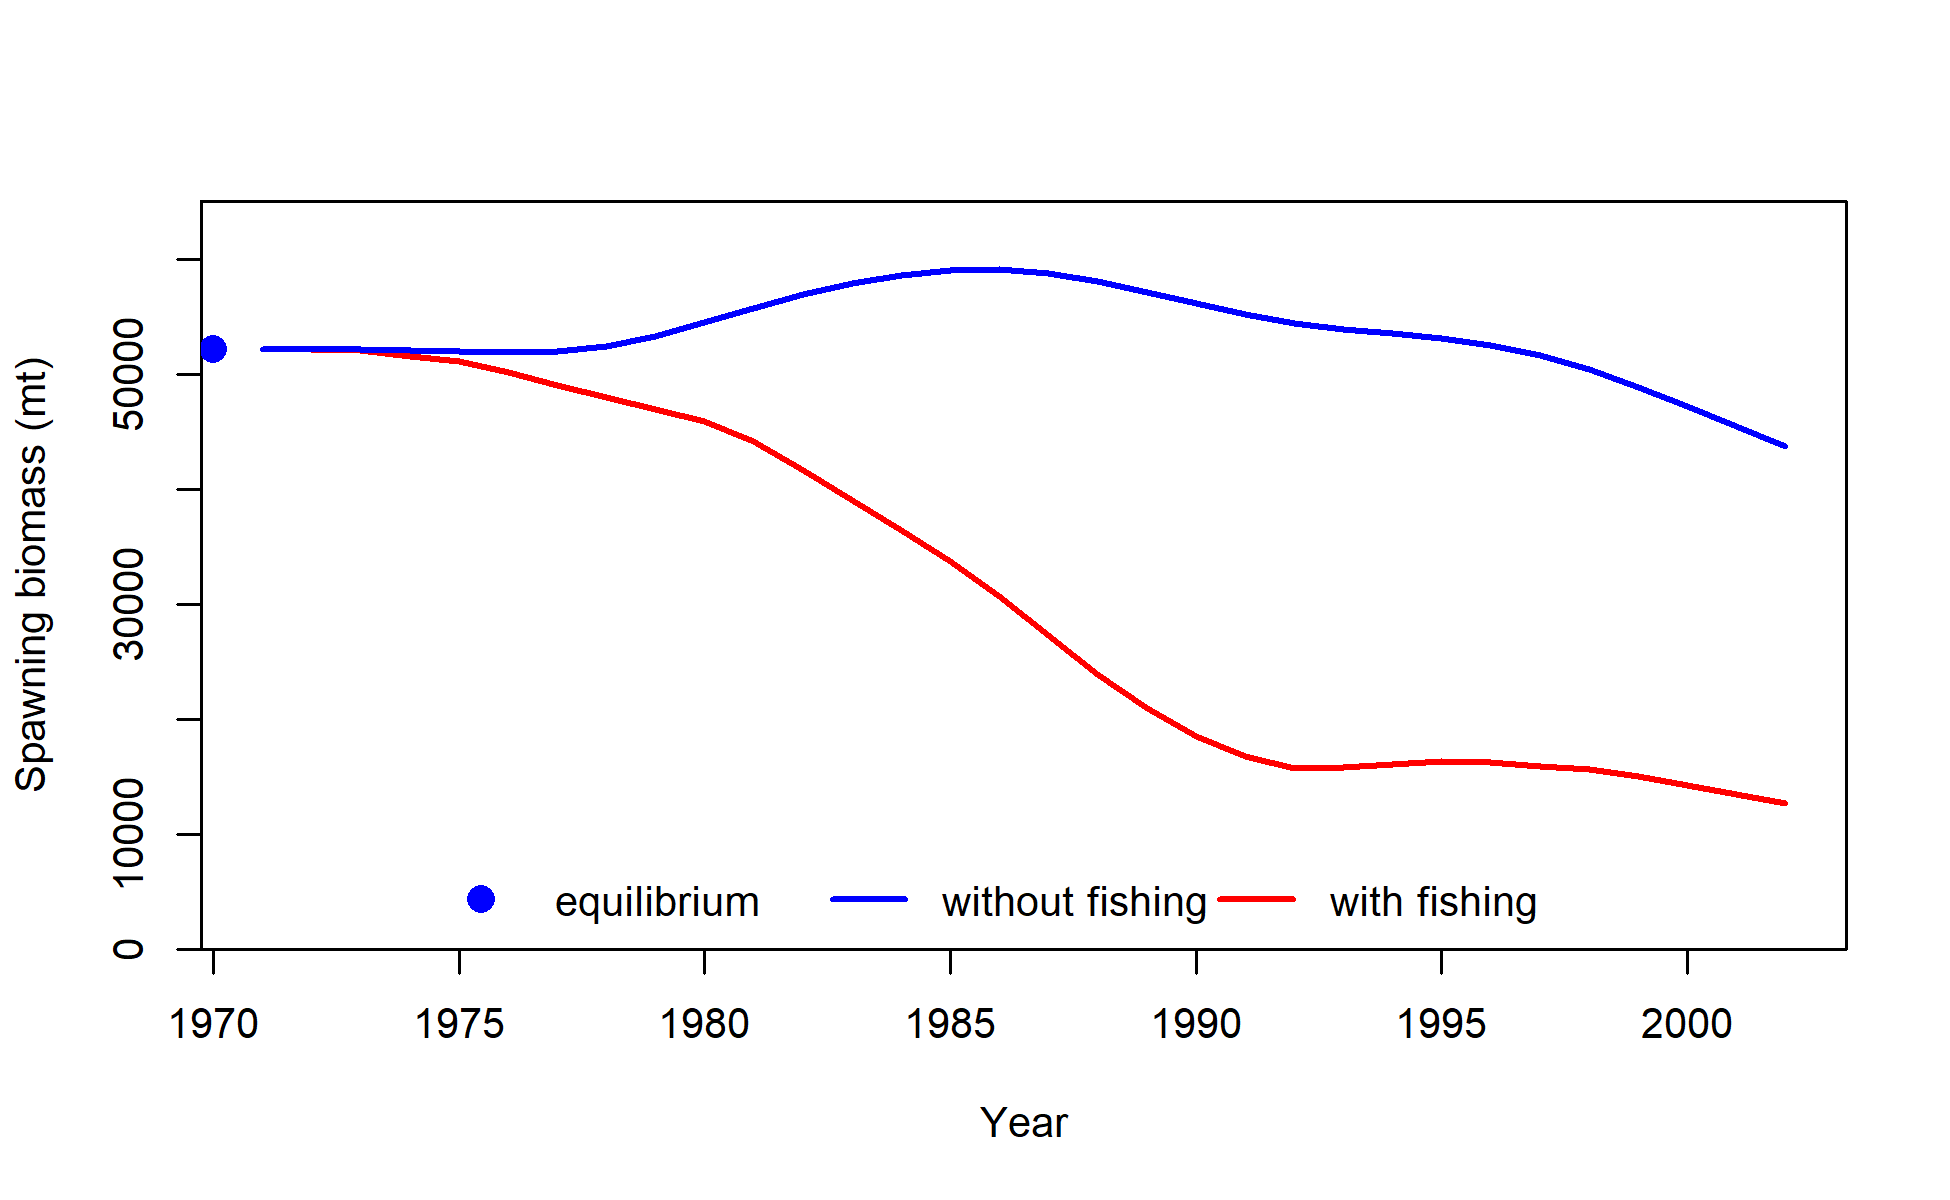 Spawning biomass (mt)
50000
30000
10000
0
equilibrium without fishing with fishing
1970 1975 1980 1985 1990 1995 2000
Year